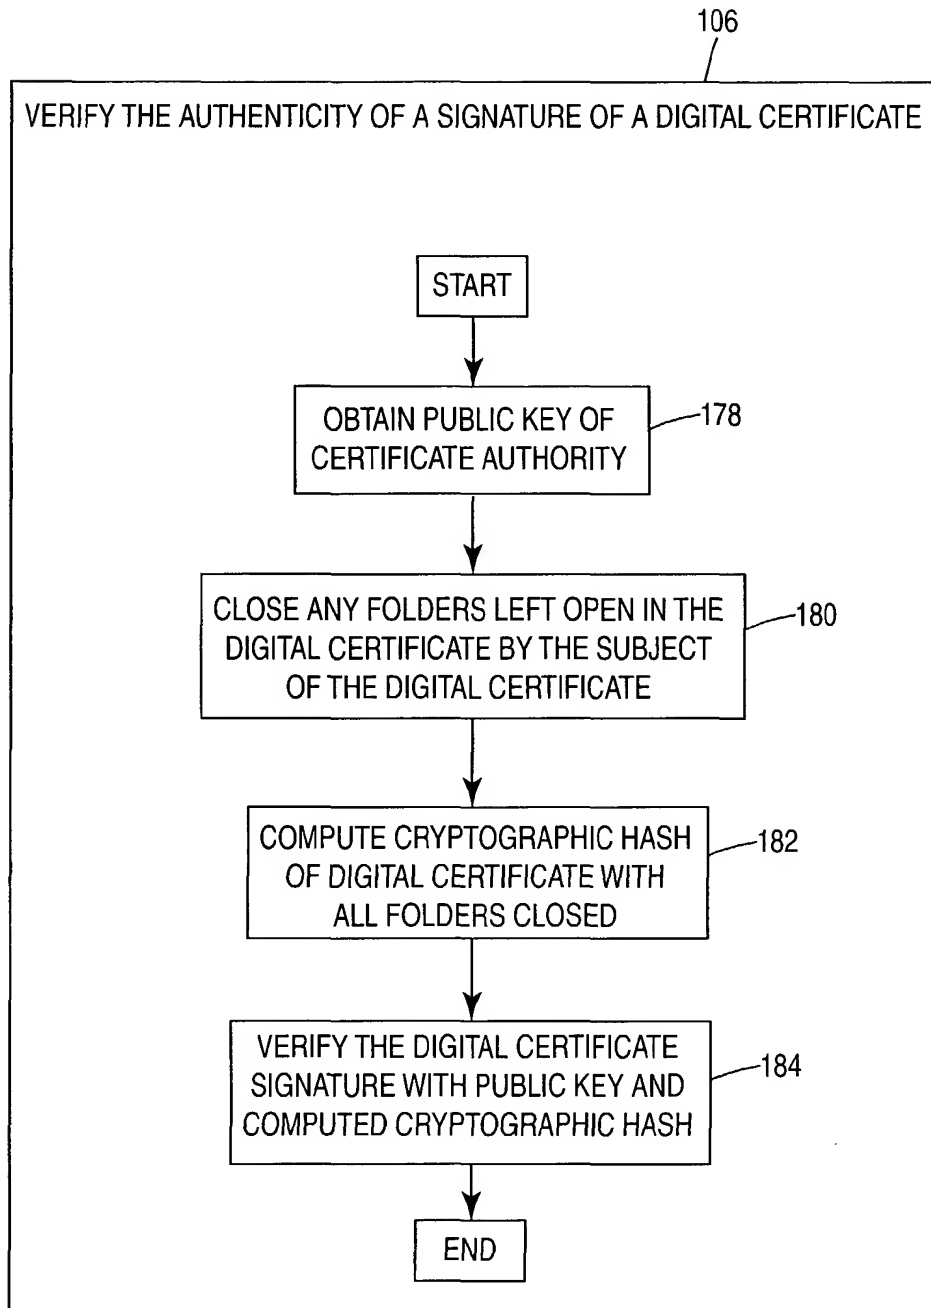 106
VERIFY THE AUTHENTICITY OF A SIGNATURE OF A DIGITAL CERTIFICATE
START
OBTAIN PUBLIC KEY OF
CERTIFICATE AUTHORITY
178
CLOSE ANY FOLDERS LEFT OPEN IN THE
DIGITAL CERTIFICATE BY THE SUBJECT
OF THE DIGITAL CERTIFICATE
180
COMPUTE CRYPTOGRAPHIC HASH
OF DIGITAL CERTIFICATE WITH
ALL FOLDERS CLOSED
182
VERIFY THE DIGITAL CERTIFICATE
SIGNATURE WITH PUBLIC KEY AND
COMPUTED CRYPTOGRAPHIC HASH
184
END